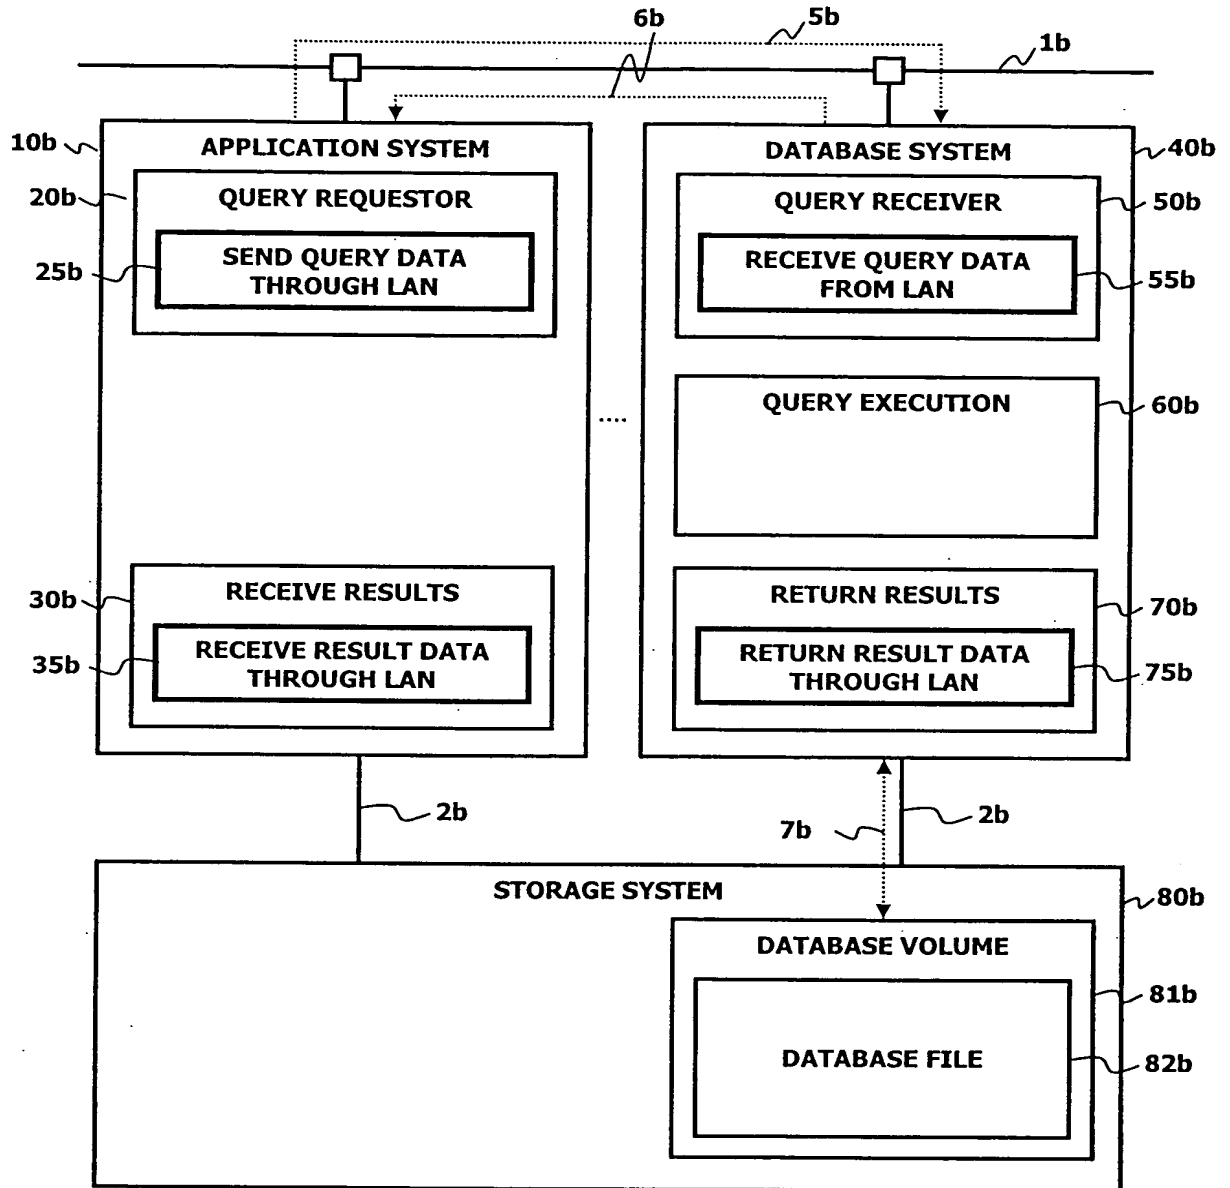 6b
5b
1b
10b
APPLICATION SYSTEM
DATABASE SYSTEM
40b
20b
QUERY REQUESTOR
QUERY RECEIVER
50b
25b
SEND QUERY DATA
THROUGH LAN
RECEIVE QUERY DATA
FROM LAN
55b
QUERY EXECUTION
60b
....
30b
RECEIVE RESULTS
RETURN RESULTS
70b
35b
RECEIVE RESULT DATA
THROUGH LAN
RETURN RESULT DATA
THROUGH LAN
75b
2b
7b
2b
STORAGE SYSTEM
80b
DATABASE VOLUME
81b
DATABASE FILE
82b